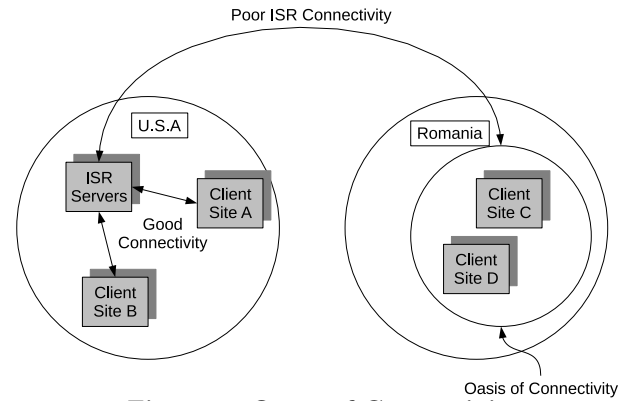 Poor ISR Connectivity
U.S.A
Romania
ISR
Servers
Client
Site A
Good
Connectivity
Client
Site B
Client
Site C
Client
Site D
Oasis of Connectivity